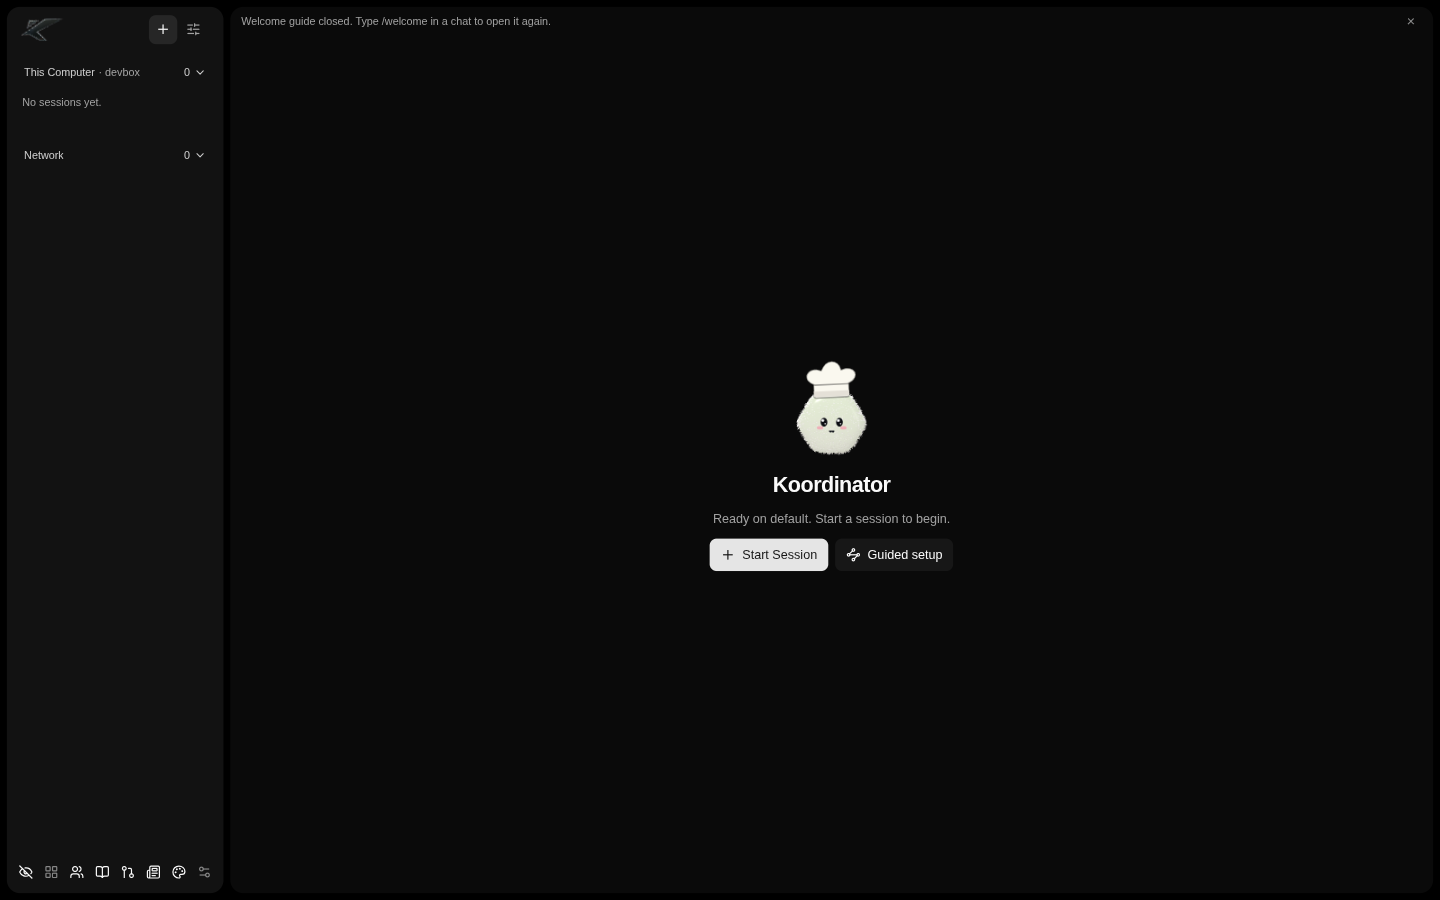 Welcome guide closed. Type /welcome in a chat to open it again.
This Computer · devbox 0
No sessions yet.
Network 0
Koordinator
Ready on default. Start a session to begin.
Start Session
Guided setup